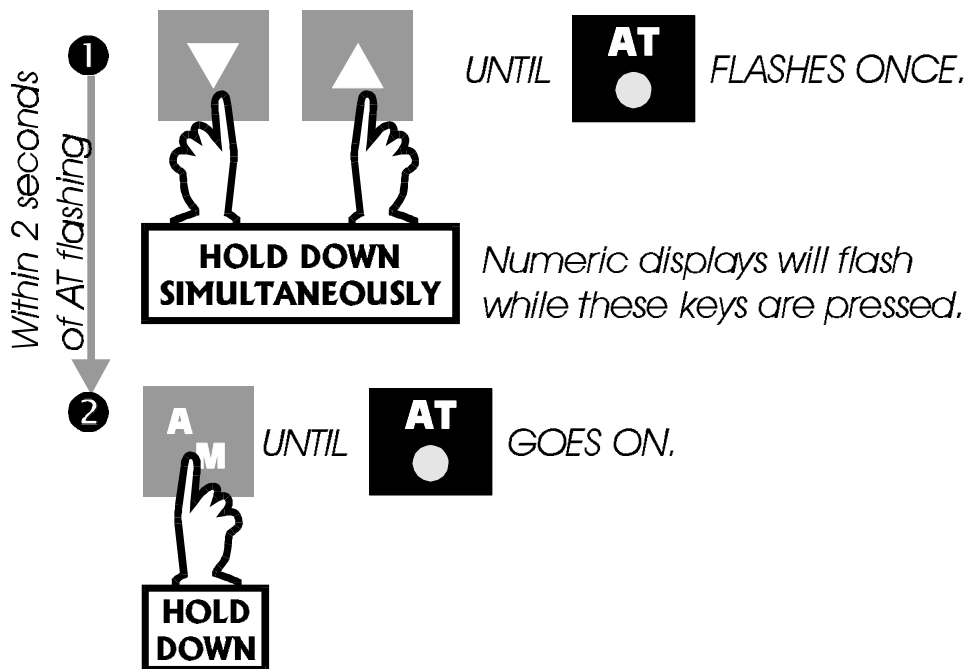 1
AT
UNTIL
FLASHES ONCE.
Within 2 seconds
of AT flashing
HOLD DOWN
SIMULTANEOUSLY
Numeric displays will flash
while these keys are pressed.
2
A
M
UNTIL
AT
GOES ON.
HOLD
DOWN